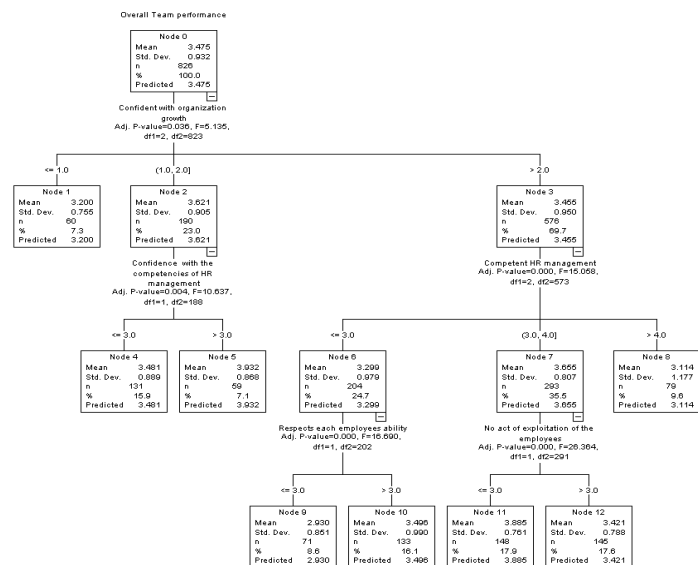 Overall Team performance
Node 0
Mean 3.475
Std. Dev. 0.932
n 826
% 100.0
Predicted 3.475
Confident with organization
growth
Adj. P-value=0.036, F=5.135,
df1=2, df2=823
<= 1.0
(1.0, 2.0]
> 2.0
Node 1
Mean 3.200
Std. Dev. 0.755
n 60
% 7.3
Predicted 3.200
Node 2
Mean 3.621
Std. Dev. 0.905
n 190
% 23.0
Predicted 3.621
Node 3
Mean 3.455
Std. Dev. 0.950
n 576
% 69.7
Predicted 3.455
Confidence with the
competencies of HR
management
Adj. P-value=0.004, F=10.637,
df1=1, df2=188
Competent HR management
Adj. P-value=0.000, F=15.058,
df1=2, df2=573
<= 3.0
> 3.0
<= 3.0
(3.0, 4.0]
> 4.0
Node 4
Mean 3.481
Std. Dev. 0.889
n 131
% 15.9
Predicted 3.481
Node 5
Mean 3.932
Std. Dev. 0.868
n 59
% 7.1
Predicted 3.932
Node 6
Mean 3.299
Std. Dev. 0.979
n 204
% 24.7
Predicted 3.299
Node 7
Mean 3.655
Std. Dev. 0.807
n 293
% 35.5
Predicted 3.655
Node 8
Mean 3.114
Std. Dev. 1.177
n 79
% 9.6
Predicted 3.114
Respects each employees ability
Adj. P-value=0.000, F=16.690,
df1=1, df2=202
No act of exploitation of the
employees
Adj. P-value=0.000, F=26.364,
df1=1, df2=291
<= 3.0
> 3.0
<= 3.0
> 3.0
Node 9
Mean 2.930
Std. Dev. 0.851
n 71
% 8.6
Predicted 2.930
Node 10
Mean 3.496
Std. Dev. 0.990
n 133
% 16.1
Predicted 3.496
Node 11
Mean 3.885
Std. Dev. 0.761
n 148
% 17.9
Predicted 3.885
Node 12
Mean 3.421
Std. Dev. 0.788
n 145
% 17.6
Predicted 3.421